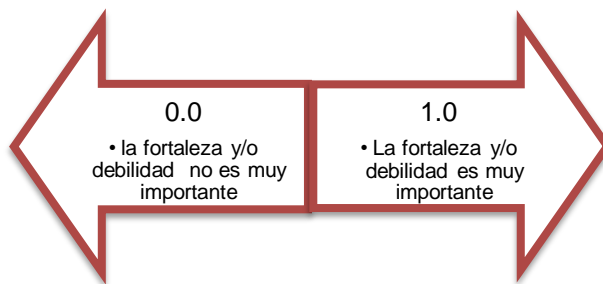 0.0
• la fortaleza y/o
debilidad no es muy
importante
1.0
• La fortaleza y/o
debilidad es muy
importante